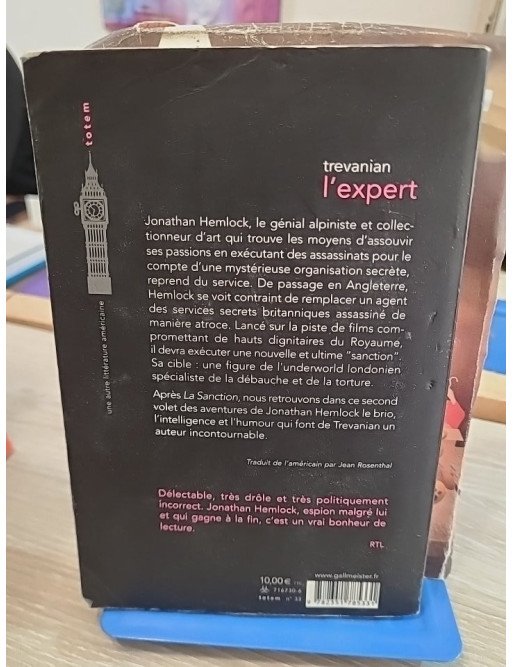 totem
trevanian
l'expert
Jonathan Hemlock, le génial alpiniste et collec-
tionneur d'art qui trouve les moyens d'assouvir
ses passions en exécutant des assassinats pour le
compte d'une mystérieuse organisation secrète,
reprend du service. De passage en Angleterre,
Hemlock se voit contraint de remplacer un agent
des services secrets britanniques assassiné de
manière atroce. Lancé sur la piste de films com-
promettant de hauts dignitaires du Royaume,
il devra exécuter une nouvelle et ultime "sanction".
Sa cible : une figure de l'underworld londonien
spécialiste de la débauche et de la torture.
Après La Sanction, nous retrouvons dans ce second
volet des aventures de Jonathan Hemlock le brio,
l'intelligence et l'humour qui font de Trevanian un
auteur incontournable.
Traduit de l'américain par Jean Rosenthal
Délectable, très drôle et très politiquement
incorrect. Jonathan Hemlock, espion malgré lui
et qui gagne à la fin, c'est un vrai bonheur de
lecture.
RTL
une autre littérature américaine
10,00 € TTC
716730.6
totem n° 33
www.gallmeister.fr
9 782351 785331